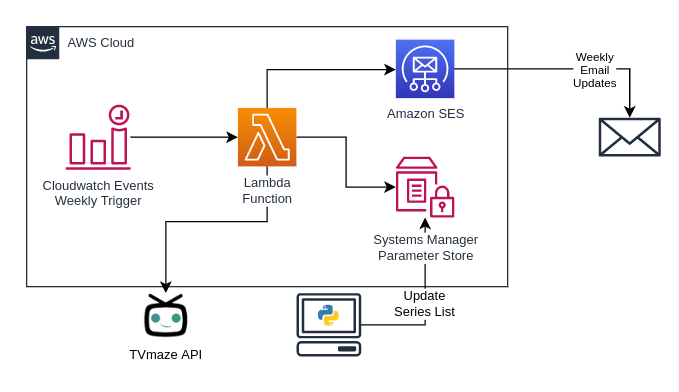 aws
AWS Cloud
Weekly
Email
Updates
Amazon SES
Cloudwatch Events
Weekly Trigger
Lambda
Function
Systems Manager
Parameter Store
Update
Series List
TVmaze API